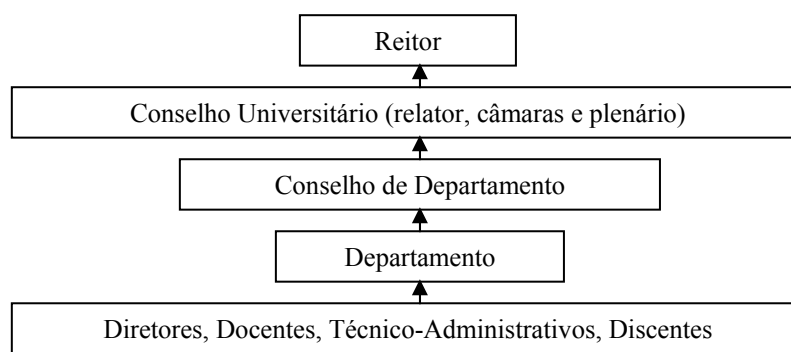 Reitor
Conselho Universitário (relator, câmaras e plenário)
Conselho de Departamento
Departamento
Diretores, Docentes, Técnico-Administrativos, Discentes